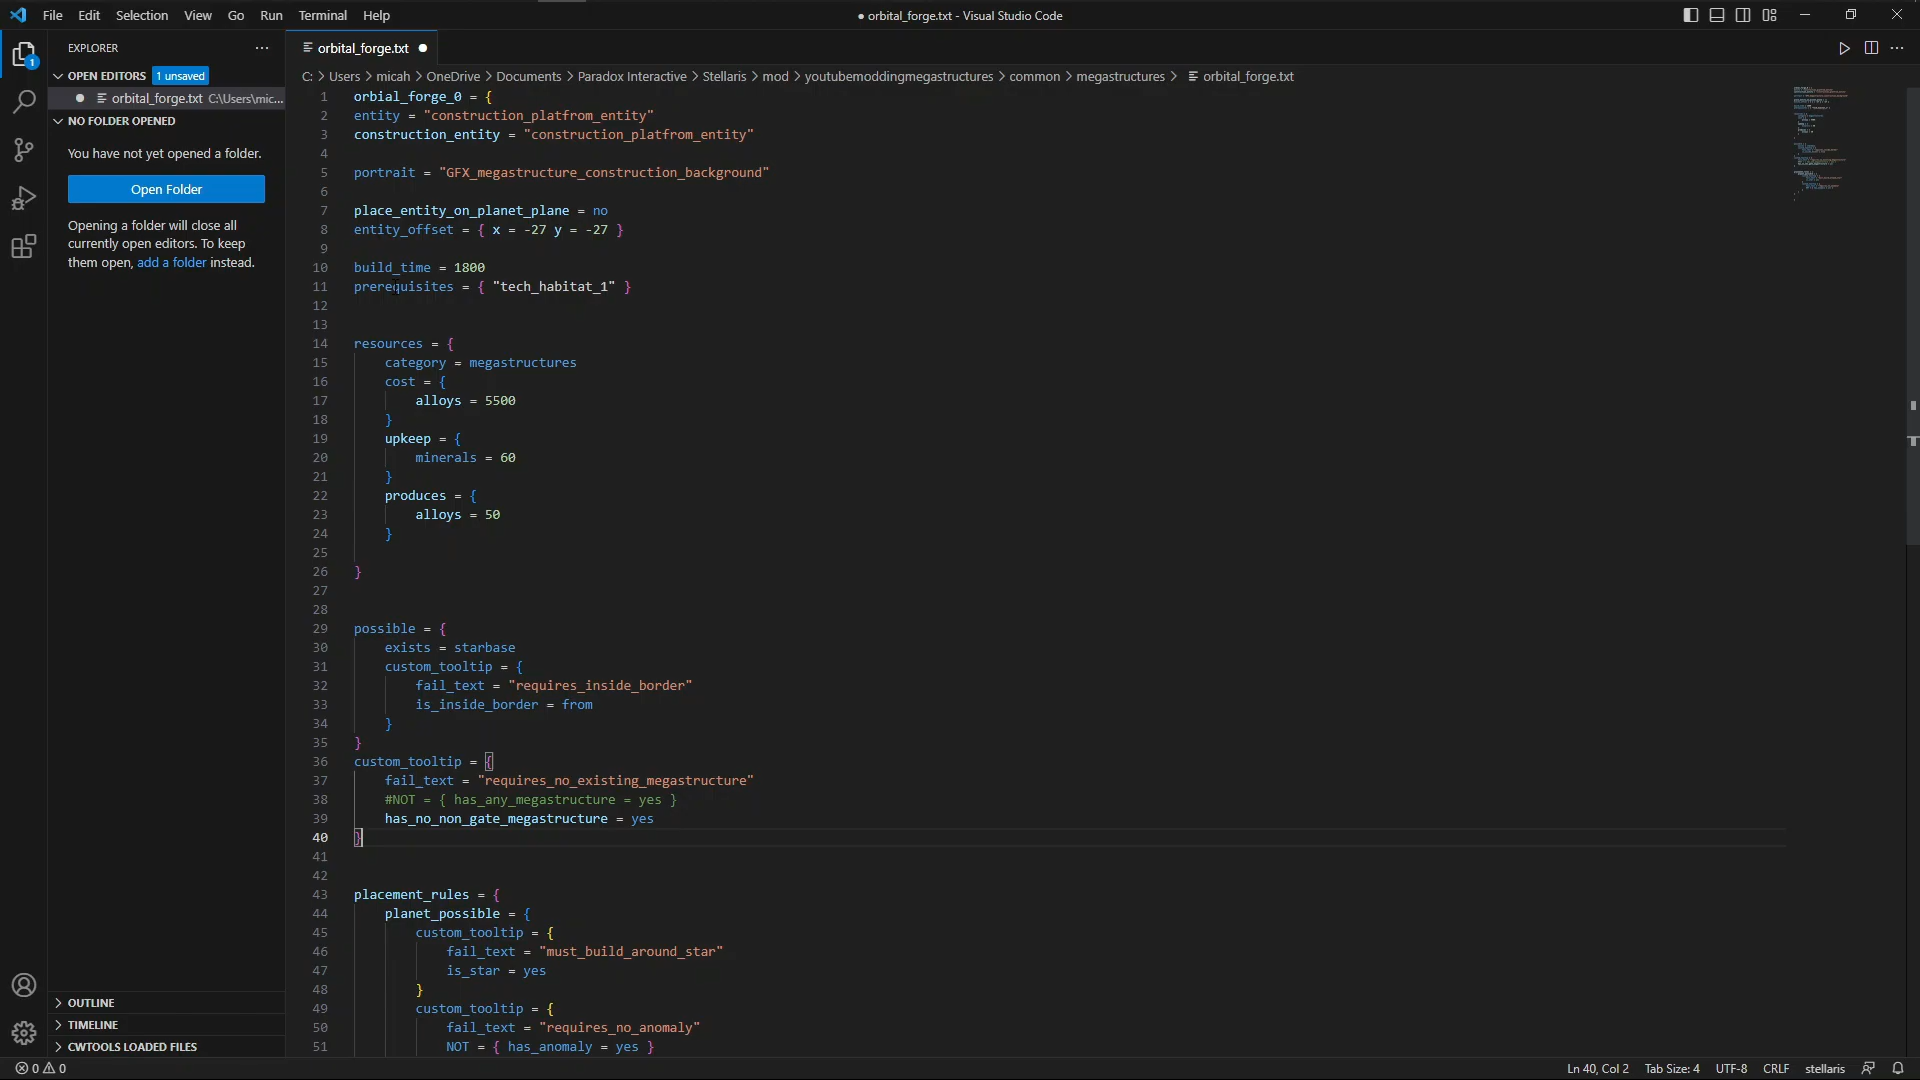 File Edit Selection View Go Run Terminal Help
● orbital_forge.txt - Visual Studio Code
EXPLORER
OPEN EDITORS 1 unsaved
orbital_forge.txt C:\Users\mic...
NO FOLDER OPENED
You have not yet opened a folder.
Open Folder
Opening a folder will close all
currently open editors. To keep
them open, add a folder instead.
OUTLINE
TIMELINE
CWTOOLS LOADED FILES
1
orbital_forge.txt
C: > Users > micah > OneDrive > Documents > Paradox Interactive > Stellaris > mod > youtubemoddingmegastructures > common > megastructures > orbital_forge.txt
1 orbial_forge_0 = {
2 entity = "construction_platfrom_entity"
3 construction_entity = "construction_platfrom_entity"
4
5 portrait = "GFX_megastructure_construction_background"
6
7 place_entity_on_planet_plane = no
8 entity_offset = { x = -27 y = -27 }
9
10 build_time = 1800
11 prerequisites = { "tech_habitat_1" }
12
13
14 resources = {
15 category = megastructures
16 cost = {
17 alloys = 5500
18 }
19 upkeep = {
20 minerals = 60
21 }
22 produces = {
23 alloys = 50
24 }
25
26 }
27
28
29 possible = {
30 exists = starbase
31 custom_tooltip = {
32 fail_text = "requires_inside_border"
33 is_inside_border = from
34 }
35 }
36 custom_tooltip = {
37 fail_text = "requires_no_existing_megastructure"
38 #NOT = { has_any_megastructure = yes }
39 has_no_non_gate_megastructure = yes
40 }
41
42
43 placement_rules = {
44 planet_possible = {
45 custom_tooltip = {
46 fail_text = "must_build_around_star"
47 is_star = yes
48 }
49 custom_tooltip = {
50 fail_text = "requires_no_anomaly"
51 NOT = { has_anomaly = yes }
0 0
Ln 40, Col 2 Tab Size: 4 UTF-8 CRLF stellaris